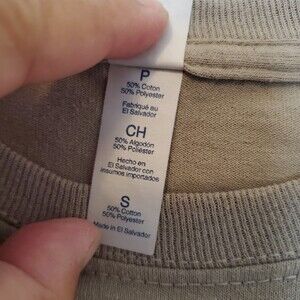 P
50% Cotton
50% Polyester
Fabriqué au
El Salvador
CH
50% Algodón
50% Poliéster
Hecho en
El Salvador con
insumos importados
S
50% Cotton
50% Polyester
Made in El Salvador